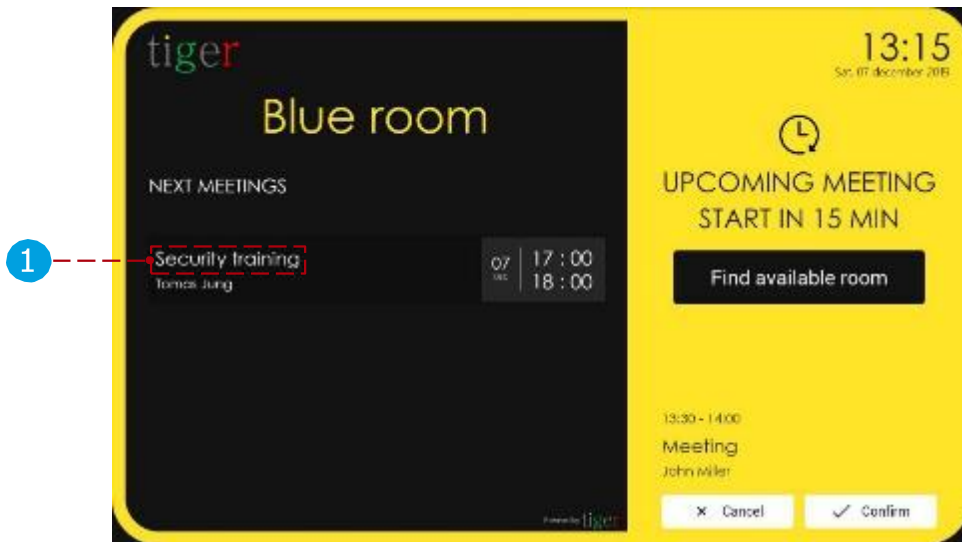 tiger
Blue room
NEXT MEETINGS
1
Security training
Tomas Jung
07
17 : 00
18 : 00
13:15
Sat, 07 december 2019
UPCOMING MEETING
START IN 15 MIN
Find available room
13:30 - 14:00
Meeting
John Miller
× Cancel
✓ Confirm
Powered by tiger